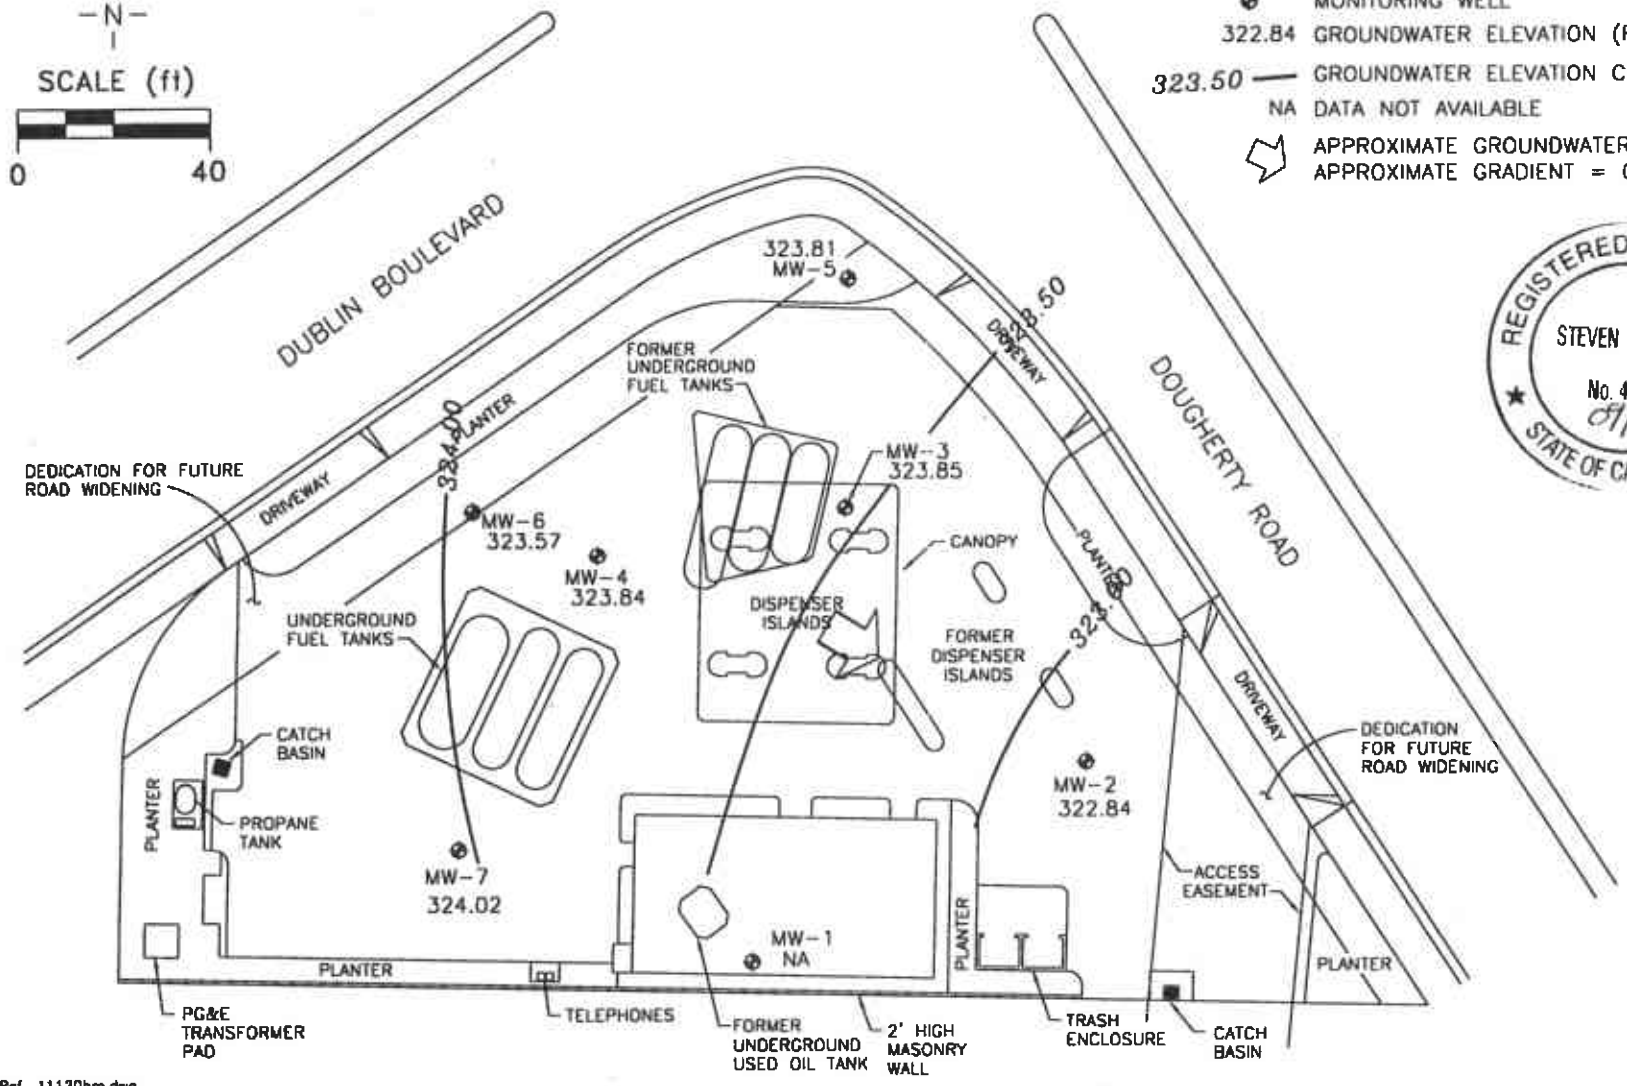 -N-
SCALE (ft)
0 40
MONITORING WELL
322.84 GROUNDWATER ELEVATION
323.50 GROUNDWATER ELEVATION
NA DATA NOT AVAILABLE
APPROXIMATE GROUNDWATER
APPROXIMATE GRADIENT =
REGISTERED
STEVEN
No. 4
STATE OF
DUBLIN BOULEVARD
DOUGHERTY ROAD
323.81
MW-5
323.50
DRIVEWAY
FORMER
UNDERGROUND
FUEL TANKS
324.00
PLANTER
DEDICATION FOR FUTURE
ROAD WIDENING
DRIVEWAY
MW-3
323.85
MW-6
323.57
MW-4
323.84
CANOPY
PLANTER
DISPENSER
ISLANDS
FORMER
DISPENSER
ISLANDS
UNDERGROUND
FUEL TANKS
DRIVEWAY
DEDICATION
FOR FUTURE
ROAD WIDENING
CATCH
BASIN
PLANTER
PROPANE
TANK
MW-2
322.84
MW-7
324.02
ACCESS
EASEMENT
MW-1
NA
PLANTER
PLANTER
PLANTER
PG&E
TRANSFORMER
PAD
TELEPHONES
FORMER
UNDERGROUND
USED OIL TANK
2' HIGH
MASONRY
WALL
TRASH
ENCLOSURE
CATCH
BASIN